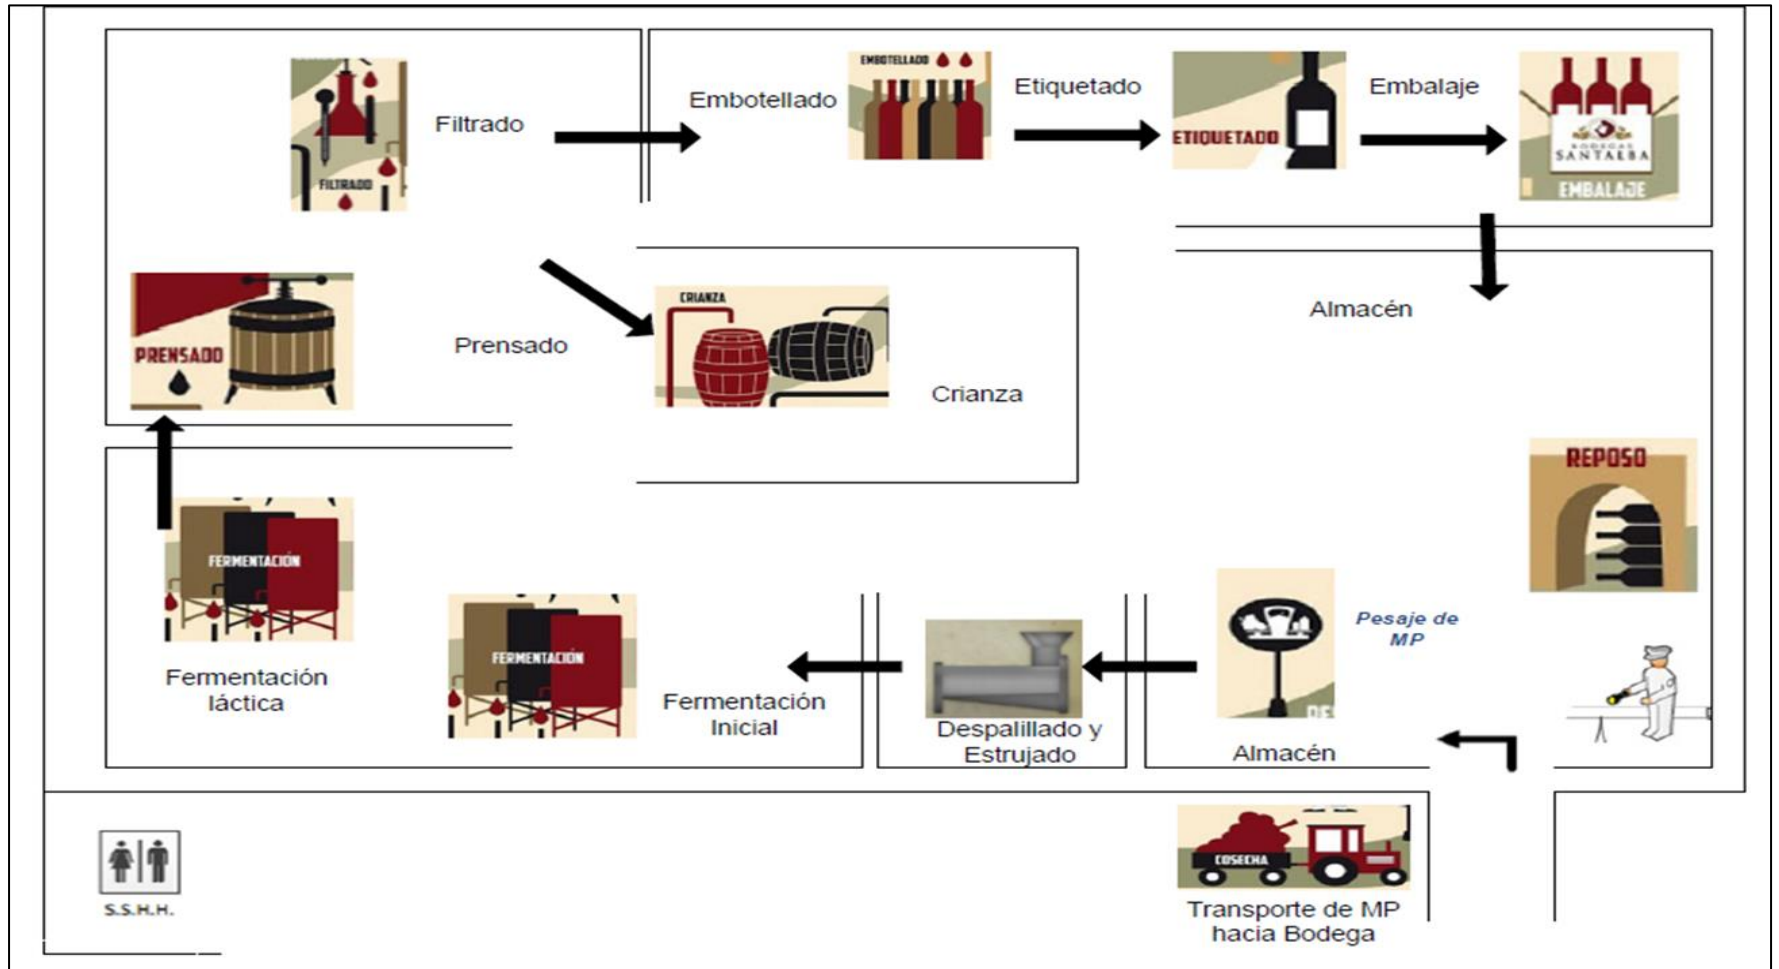 Filtrado
FILTRADO
Embotellado
EMBOTELLADO
Etiquetado
ETIQUETADO
Embalaje
BODEGAS
SANTALBA
EMBALAJE
PRENSADO
Prensado
CRIANZA
Crianza
Almacén
REPOSO
FERMENTACIÓN
Fermentación
láctica
FERMENTACIÓN
Fermentación
Inicial
Despalillado y
Estrujado
Pesaje de
MP
Almacén
S.S.H.H.
COSECHA
Transporte de MP
hacia Bodega